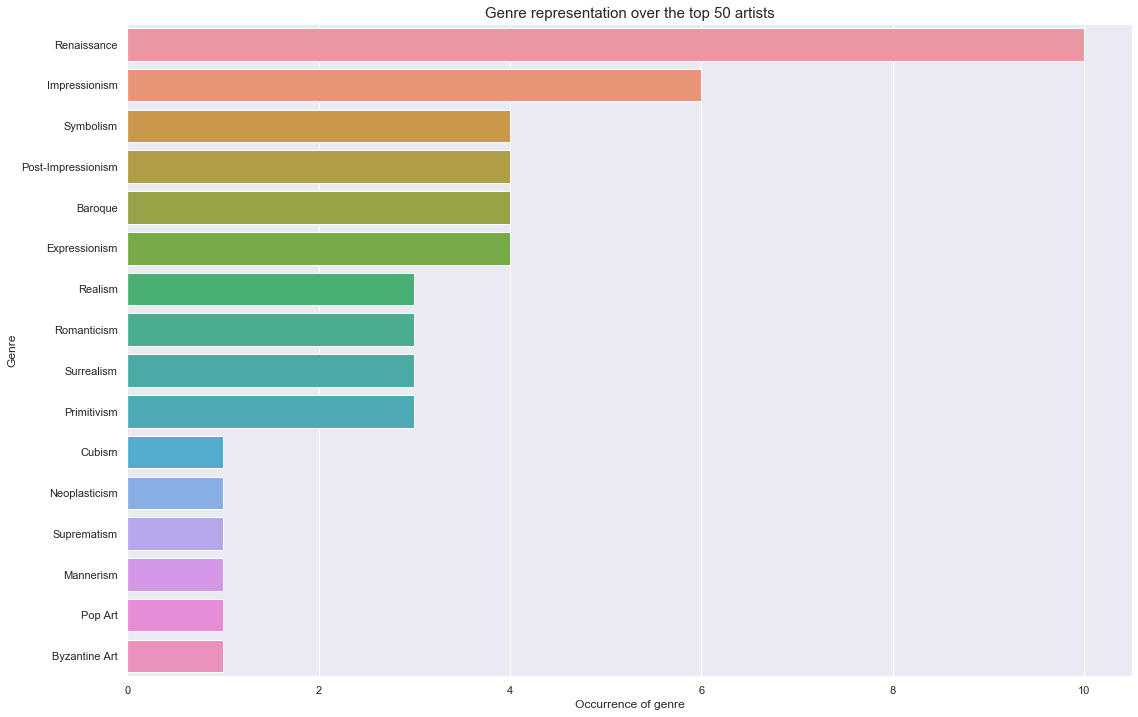 Genre representation over the top 50 artists
Genre
Renaissance
Impressionism
Symbolism
Post-Impressionism
Baroque
Expressionism
Realism
Romanticism
Surrealism
Primitivism
Cubism
Neoplasticism
Suprematism
Mannerism
Pop Art
Byzantine Art
0 2 4 6 8 10
Occurrence of genre